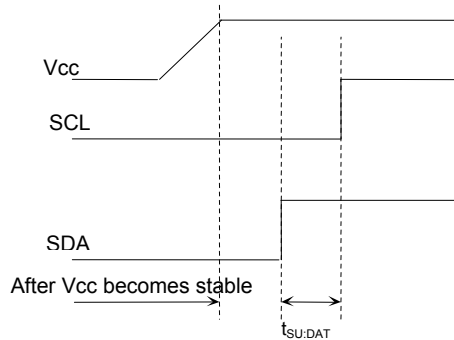 Vcc
SCL
SDA
After Vcc becomes stable
tSU:DAT